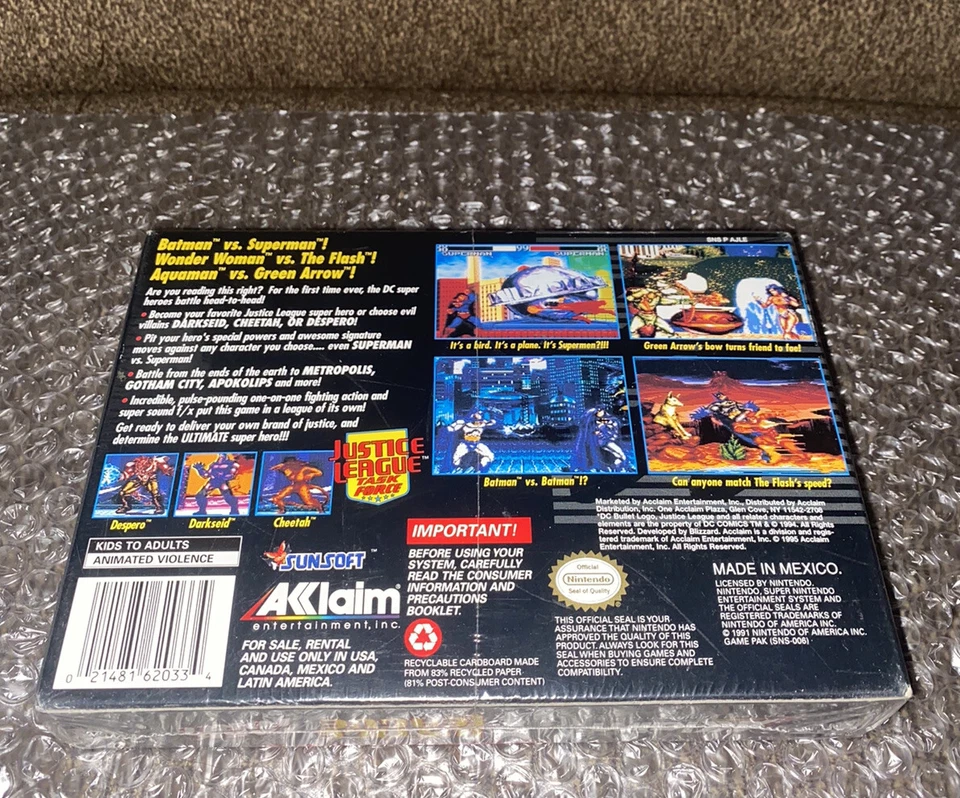 Batman™ vs. Superman™!
Wonder Woman™ vs. The Flash™!
Aquaman™ vs. Green Arrow™!
Are you reading this right? For the first time ever, the DC super
heroes battle head-to-head!
• Become your favorite Justice League super hero or choose evil
villains DARKSEID, CHEETAH, OR DESPERO!
• Pit your hero's special powers and awesome signature
moves against any character you choose.... even SUPERMAN
vs. Superman!
• Battle from the ends of the earth to METROPOLIS,
GOTHAM CITY, APOKOLIPS and more!
• Incredible, pulse-pounding one-on-one fighting action and
super sound f/x put this game in a league of its own!
Get ready to deliver your own brand of justice, and
determine the ULTIMATE super hero!!!
Despero™
Darkseid™
Cheetah™
JUSTICE
LEAGUE™
TASK
FORCE
SNS P AJLE
SUPERMAN
SUPERMAN
It's a bird. It's a plane. It's Supermen?!!!
Green Arrow's bow turns friend to foe!
Batman™ vs. Batman™!?
Can anyone match The Flash's speed?
KIDS TO ADULTS
ANIMATED VIOLENCE
0 21481 62033 4
SUNSOFT™
AKKlaim®
entertainment, inc.
FOR SALE, RENTAL
AND USE ONLY IN USA,
CANADA, MEXICO AND
LATIN AMERICA.
IMPORTANT!
BEFORE USING YOUR
SYSTEM, CAREFULLY
READ THE CONSUMER
INFORMATION AND
PRECAUTIONS
BOOKLET.
RECYCLABLE CARDBOARD MADE
FROM 83% RECYCLED PAPER
(81% POST-CONSUMER CONTENT)
Marketed by Acclaim Entertainment, Inc., Distributed by Acclaim
Distribution, Inc. One Acclaim Plaza, Glen Cove, NY 11542-2708
"DC Bullet Logo, Justice League and all related characters and
elements are the property of DC COMICS TM & © 1994. All Rights
Reserved. Developed by Blizzard. Acclaim is a division and regis-
tered trademark of Acclaim Entertainment, Inc. © 1995 Acclaim
Entertainment, Inc. All Rights Reserved.
Official
Nintendo
Seal of Quality
THIS OFFICIAL SEAL IS YOUR
ASSURANCE THAT NINTENDO HAS
APPROVED THE QUALITY OF THIS
PRODUCT. ALWAYS LOOK FOR THIS
SEAL WHEN BUYING GAMES AND
ACCESSORIES TO ENSURE COMPLETE
COMPATIBILITY.
MADE IN MEXICO.
LICENSED BY NINTENDO.
NINTENDO, SUPER NINTENDO
ENTERTAINMENT SYSTEM AND
THE OFFICIAL SEALS ARE
REGISTERED TRADEMARKS OF
NINTENDO OF AMERICA INC.
© 1991 NINTENDO OF AMERICA INC.
GAME PAK (SNS-006)